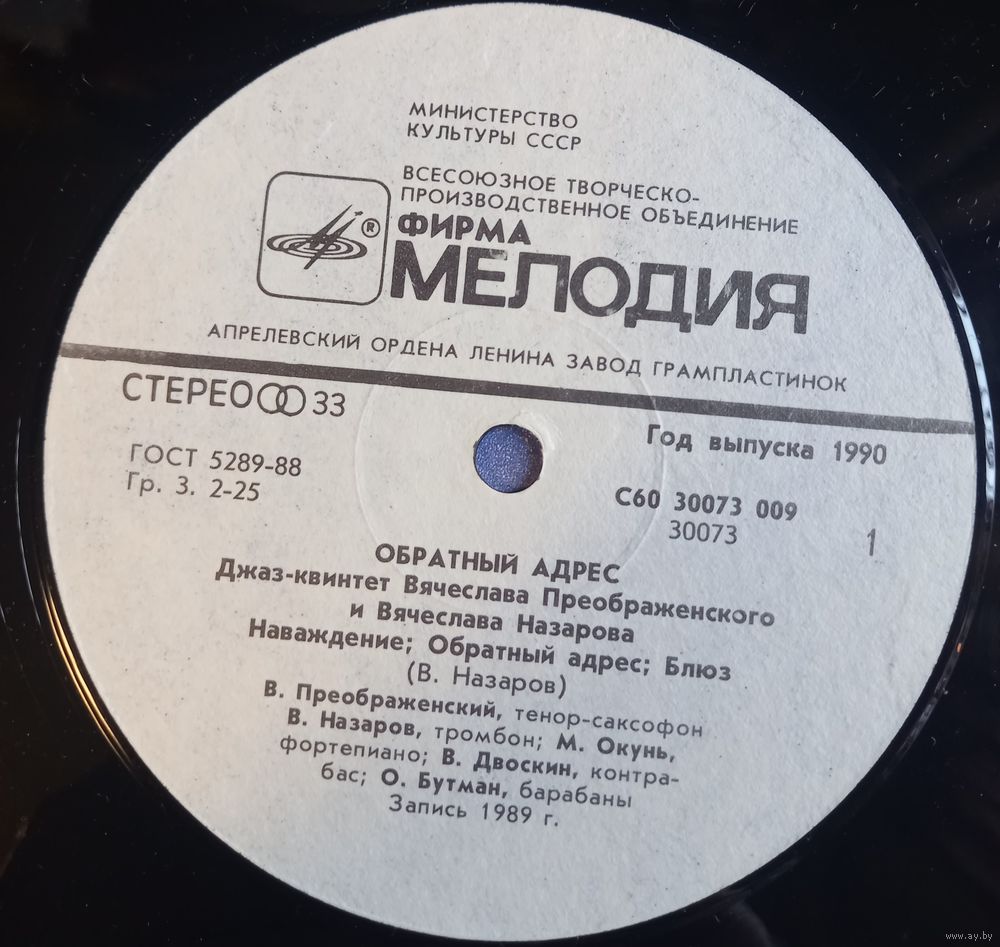 МИНИСТЕРСТВО
КУЛЬТУРЫ СССР
ВСЕСОЮЗНОЕ ТВОРЧЕСКО-
ПРОИЗВОДСТВЕННОЕ ОБЪЕДИНЕНИЕ
®
ФИРМА
МЕЛОДИЯ
АПРЕЛЕВСКИЙ ОРДЕНА ЛЕНИНА ЗАВОД ГРАМПЛАСТИНОК
СТЕРЕО 33
Год выпуска 1990
ГОСТ 5289-88
Гр. 3. 2-25
С60 30073 009
30073
1
ОБРАТНЫЙ АДРЕС
Джаз-квинтет Вячеслава Преображенского
и Вячеслава Назарова
Наваждение; Обратный адрес; Блюз
(В. Назаров)
В. Преображенский, тенор-саксофон
В. Назаров, тромбон; М. Окунь,
фортепиано; В. Двоскин, контра-
бас; О. Бутман, барабаны
Запись 1989 г.
www.ay.by